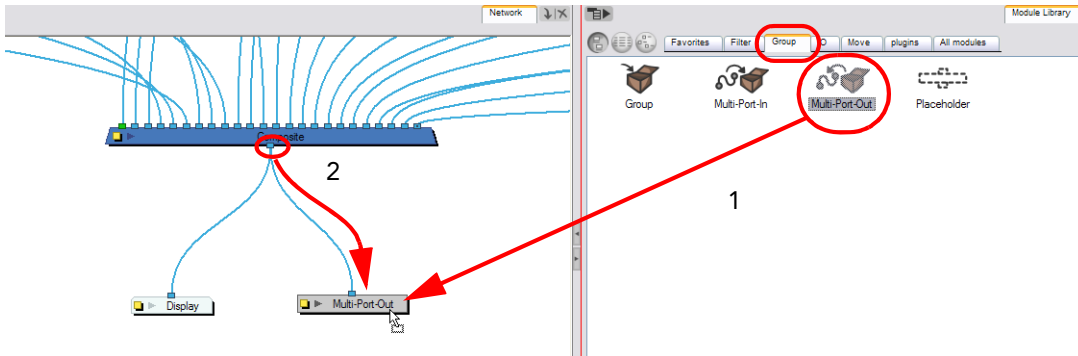 Network
Module Library
Favorites Filter Group IO Move plugins All modules
Group Multi-Port-In Multi-Port-Out Placeholder
Composite
2
1
Display
Multi-Port-Out